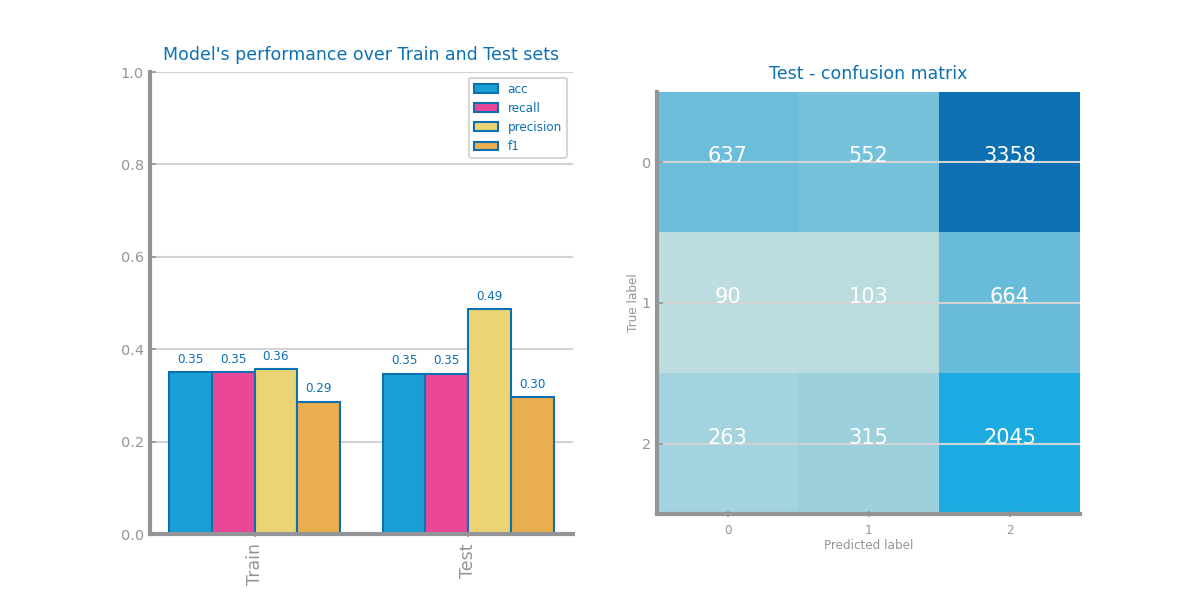 Model's performance over Train and Test sets
1.0
0.8
0.6
0.4
0.2
0.0
acc
recall
precision
f1
0.35
0.35
0.36
0.29
0.35
0.35
0.49
0.30
Train
Test
Test - confusion matrix
True label
0
1
2
637 552 3358
90 103 664
263 315 2045
0 1 2
Predicted label